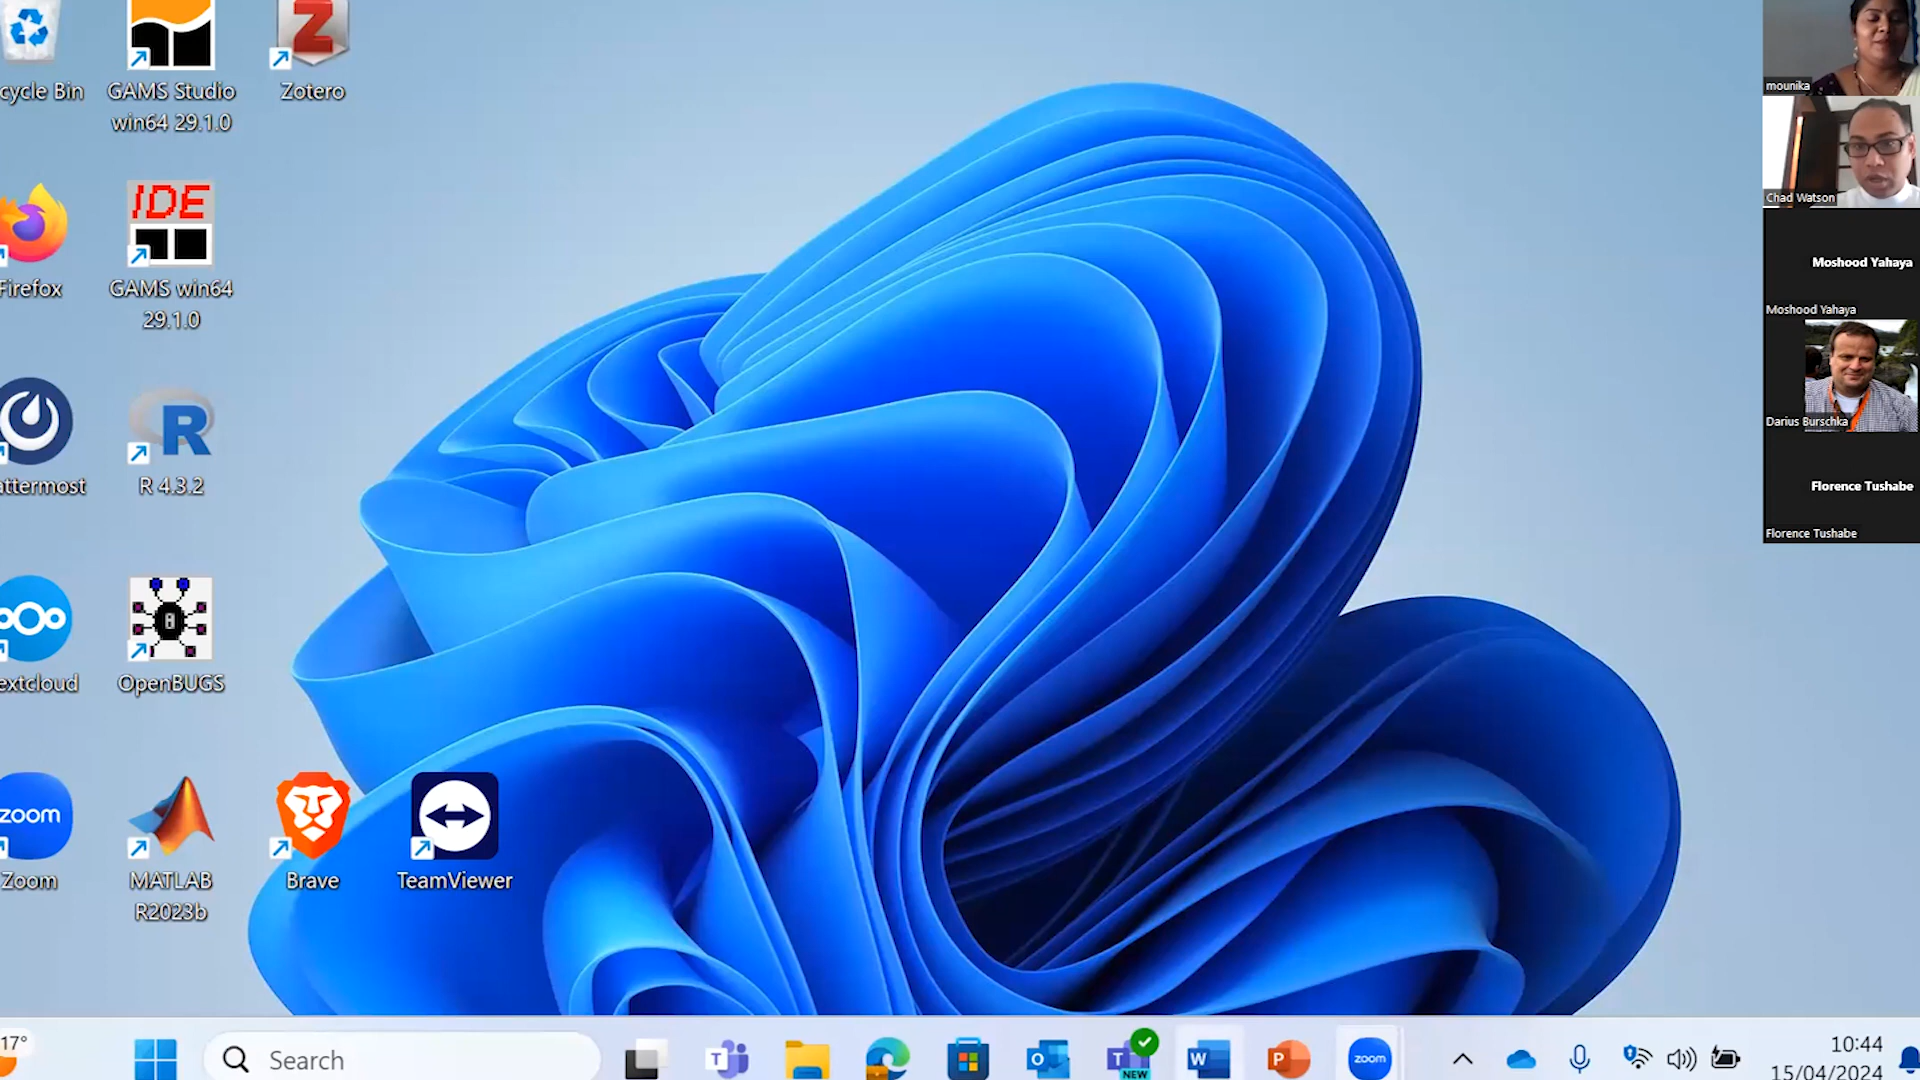 cycle Bin
GAMS Studio
win64 29.1.0
Z
Zotero
Firefox
IDE
GAMS win64
29.1.0
attermost
R
R 4.3.2
extcloud
OpenBUGS
zoom
Zoom
MATLAB
R2023b
Brave
TeamViewer
mounika
Chad Watson
Moshood Yahaya
Moshood Yahaya
Darius Burschka
Florence Tushabe
Florence Tushabe
17°
Search
T
O
T
NEW
W
P
zoom
10:44
15/04/2024